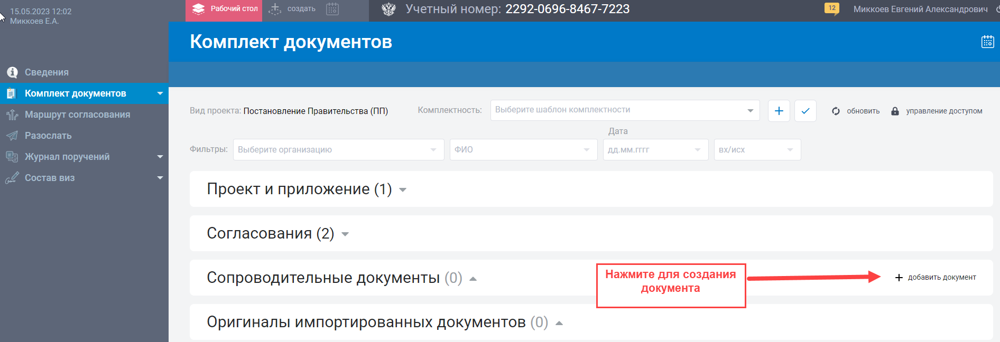 15.05.2023 12:02
Миккоев Е.А.
Рабочий стол
создать
Учетный номер: 2292-0696-8467-7223
12
Миккоев Евгений Александрович
Комплект документов
Сведения
Комплект документов
Маршрут согласования
Разослать
Журнал поручений
Состав виз
Вид проекта: Постановление Правительства (ПП)
Комплектность:
Выберите шаблон комплектности
обновить
управление доступом
Дата
Фильтры:
Выберите организацию
ФИО
дд.мм.гггг
вх/исх
Проект и приложение (1)
Согласования (2)
Сопроводительные документы (0)
Нажмите для создания
документа
добавить документ
Оригиналы импортированных документов (0)